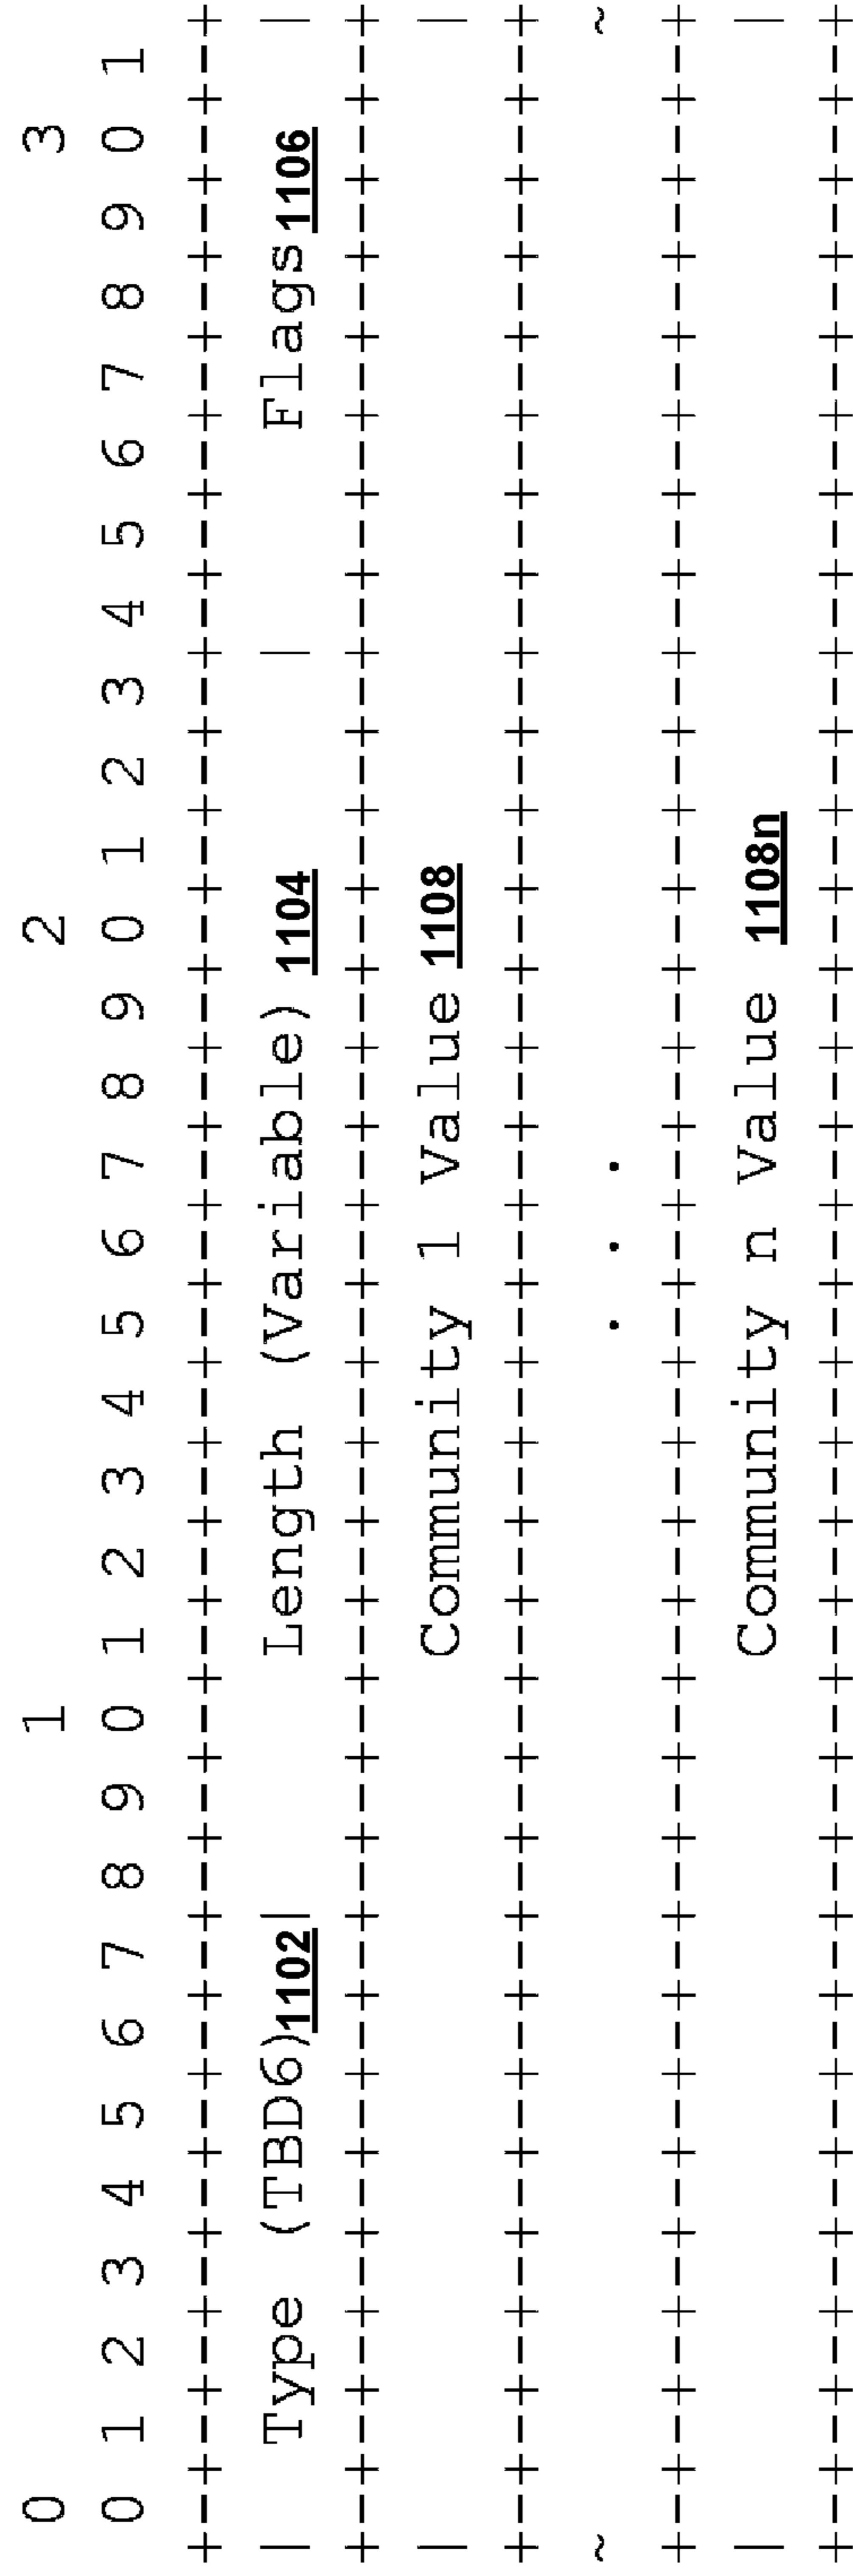 0                   1                   2                   3
 0 1 2 3 4 5 6 7 8 9 0 1 2 3 4 5 6 7 8 9 0 1 2 3 4 5 6 7 8 9 0 1
+-+-+-+-+-+-+-+-+-+-+-+-+-+-+-+-+-+-+-+-+-+-+-+-+-+-+-+-+-+-+-+-+
| Type (TBD6)1102| Length (Variable) 1104 | Flags1106 |
+-+-+-+-+-+-+-+-+-+-+-+-+-+-+-+-+-+-+-+-+-+-+-+-+-+-+-+-+-+-+-+-+
| Community 1 Value 1108 |
+-+-+-+-+-+-+-+-+-+-+-+-+-+-+-+-+-+-+-+-+-+-+-+-+-+-+-+-+-+-+-+-+
~ . . . ~
+-+-+-+-+-+-+-+-+-+-+-+-+-+-+-+-+-+-+-+-+-+-+-+-+-+-+-+-+-+-+-+-+
| Community n Value 1108n |
+-+-+-+-+-+-+-+-+-+-+-+-+-+-+-+-+-+-+-+-+-+-+-+-+-+-+-+-+-+-+-+-+